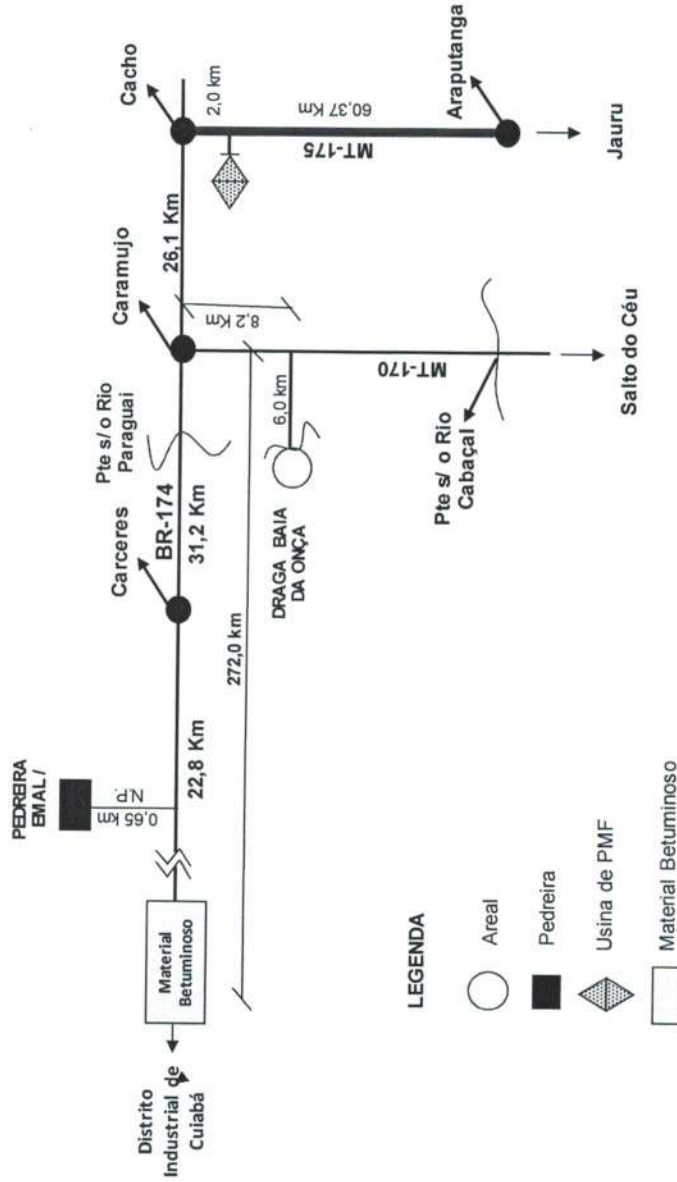 PEDREIRA
EMAL /
0,65 km
N.P.
Distrito
Industrial de
Cuiabá
Material
Betuminoso
22,8 Km
Carceres
BR-174
31,2 Km
Pte s/ o Rio
Paraguai
Caramujo
26,1 Km
Cacho
2,0 km
272,0 km
8,2 Km
6,0 km
DRAGA BAIA
DA ONÇA
MT-170
Pte s/ o Rio
Cabaçal
Salto do Céu
MT-175
60,37 Km
Araputanga
Jauru
LEGENDA
Areal
Pedreira
Usina de PMF
Material Betuminoso